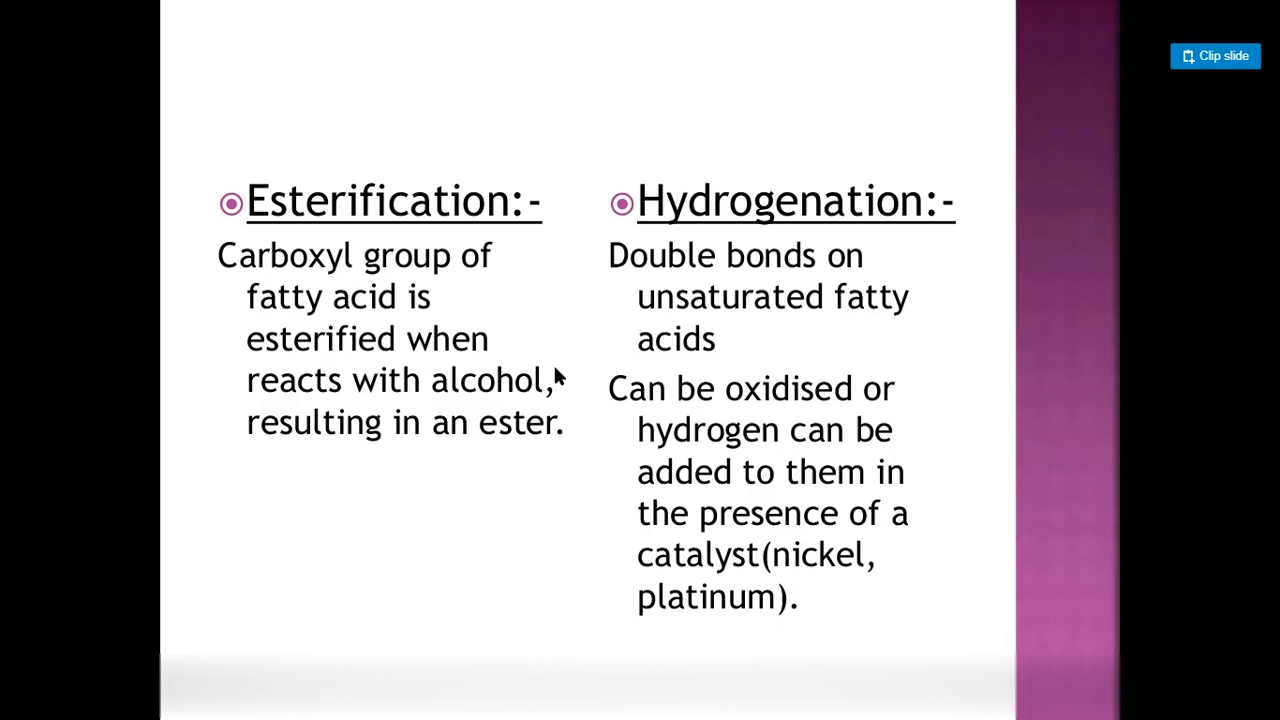 Clip slide
Esterification:-
Carboxyl group of
fatty acid is
esterified when
reacts with alcohol,
resulting in an ester.
Hydrogenation:-
Double bonds on
unsaturated fatty
acids
Can be oxidised or
hydrogen can be
added to them in
the presence of a
catalyst(nickel,
platinum).